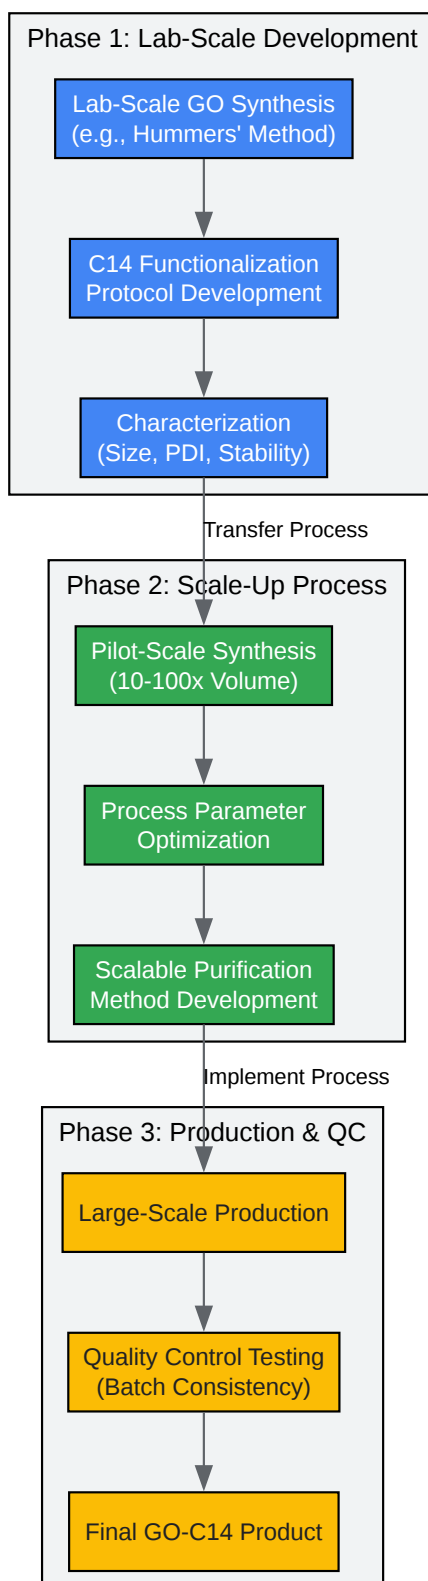 Phase 1: Lab-Scale Development
Lab-Scale GO Synthesis
(e.g., Hummers' Method)
C14 Functionalization
Protocol Development
Characterization
(Size, PDI, Stability)
Transfer Process
Phase 2: Scale-Up Process
Pilot-Scale Synthesis
(10-100x Volume)
Process Parameter
Optimization
Scalable Purification
Method Development
Implement Process
Phase 3: Production & QC
Large-Scale Production
Quality Control Testing
(Batch Consistency)
Final GO-C14 Product